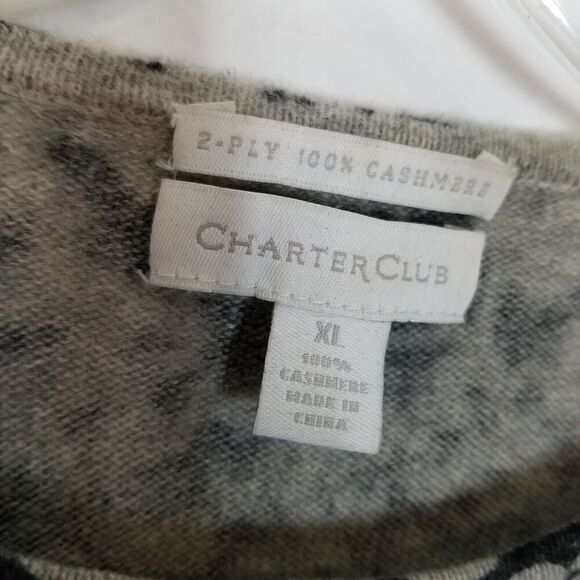 2-PLY 100% CASHMERE
CHARTER CLUB
XL
100%
CASHMERE
MADE IN
CHINA